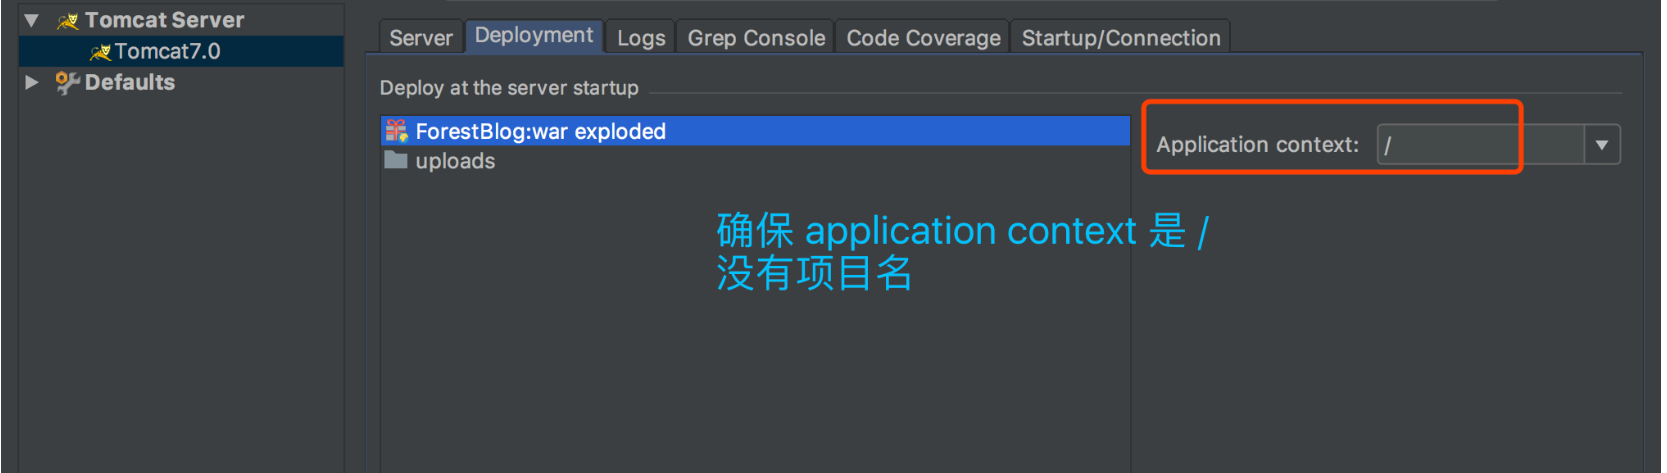 Tomcat Server
Tomcat7.0
Defaults
Server
Deployment
Logs
Grep Console
Code Coverage
Startup/Connection
Deploy at the server startup
ForestBlog:war exploded
uploads
Application context: /
确保 application context 是 /
没有项目名